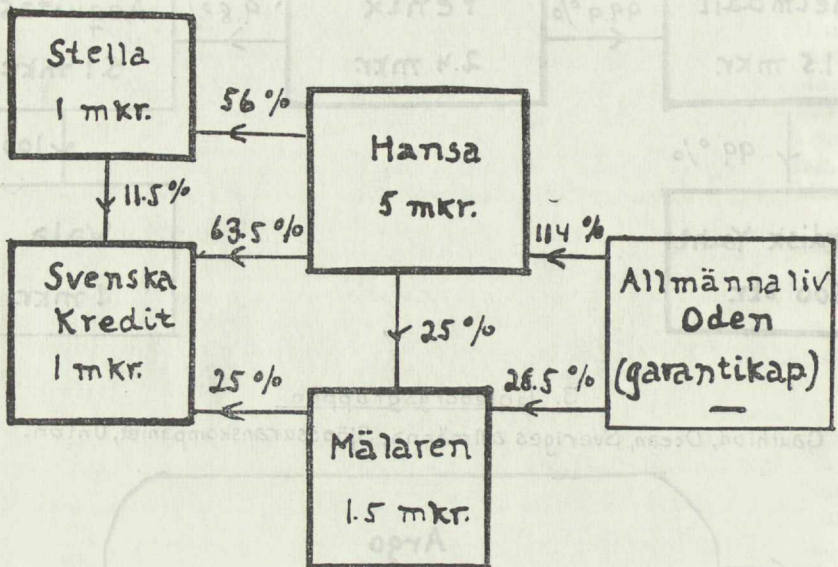 Stella
1 mkr.
56 %
Hansa
5 mkr.
11.5 %
63.5 %
114 %
Svenska
Kredit
1 mkr.
Allmänna liv
Oden
(garantikap.)
—
25 %
25 %
26.5 %
Mälaren
1.5 mkr.